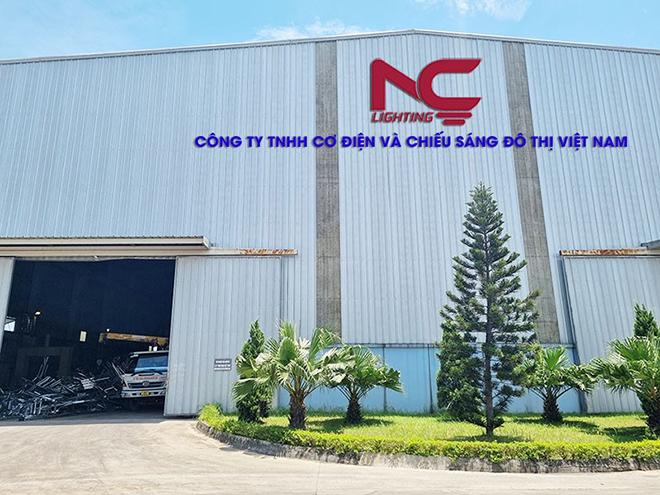 NC
LIGHTING
CÔNG TY TNHH CƠ ĐIỆN VÀ CHIẾU SÁNG ĐÔ THỊ VIỆT NAM